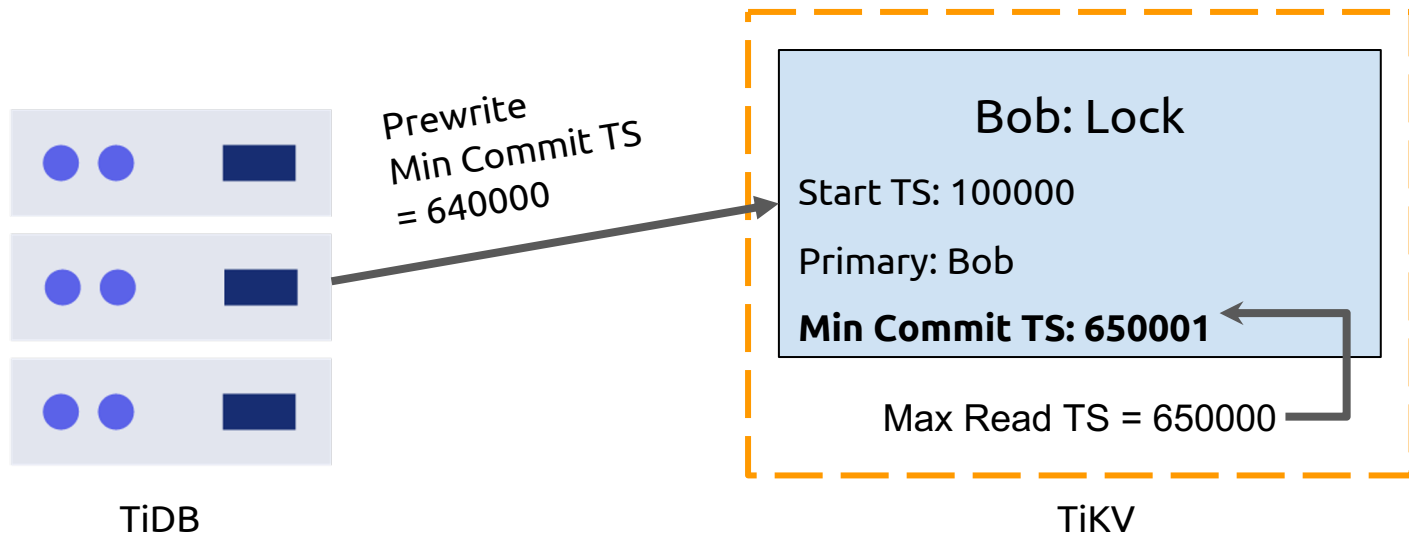 Prewrite
Min Commit TS
= 640000
Bob: Lock
Start TS: 100000
Primary: Bob
Min Commit TS: 650001
Max Read TS = 650000
TiDB
TiKV